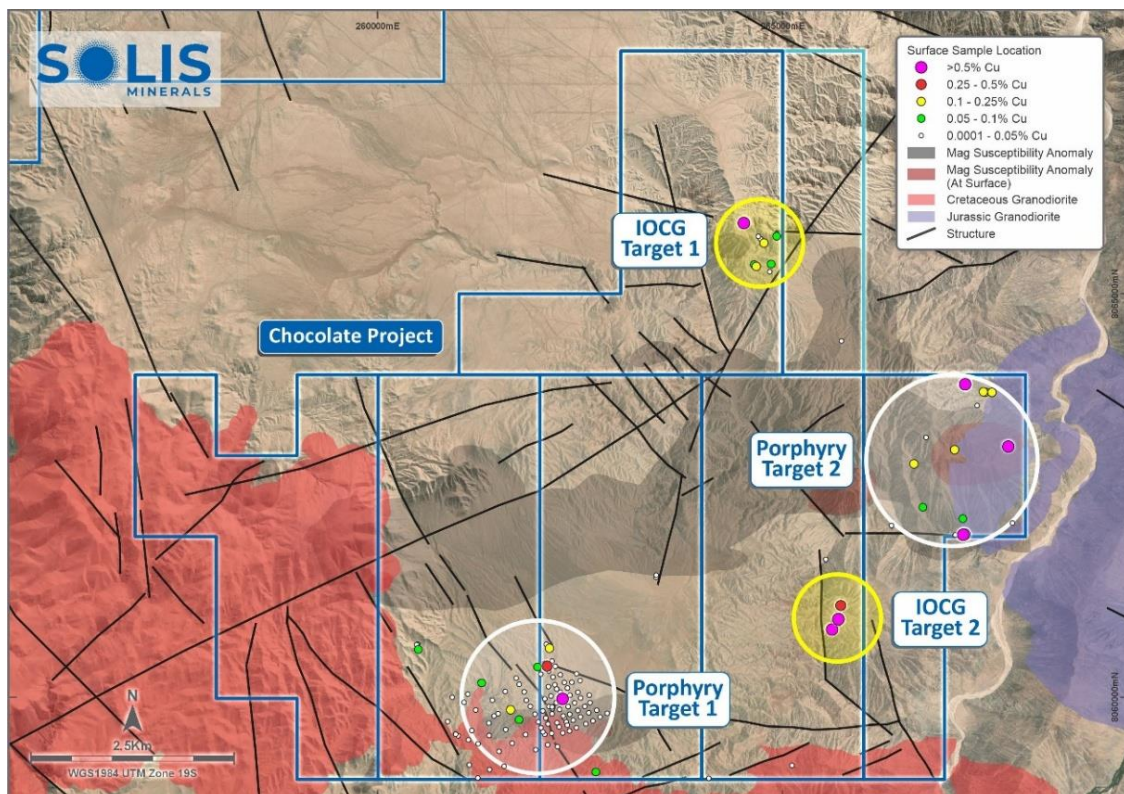 260000mE
265000mE
SOLIS
MINERALS
Surface Sample Location
>0.5% Cu
0.25 - 0.5% Cu
0.1 - 0.25% Cu
0.05 - 0.1% Cu
0.0001 - 0.05% Cu
Mag Susceptibility Anomaly
Mag Susceptibility Anomaly
(At Surface)
Cretaceous Granodiorite
Jurassic Granodiorite
Structure
IOCG
Target 1
8065000mN
Chocolate Project
Porphyry
Target 2
IOCG
Target 2
Porphyry
Target 1
8060000mN
N
2.5Km
WGS1984 UTM Zone 19S